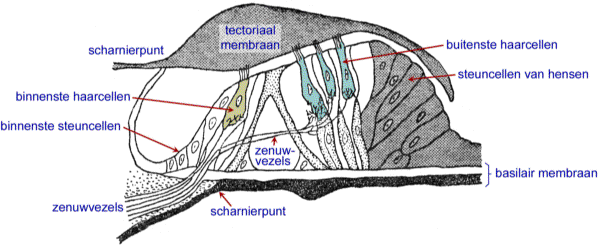 tectoriaal
membraan
scharnierpunt
buitenste haarcellen
steuncellen van hensen
binnenste haarcellen
binnenste steuncellen
zenuw-
vezels
basilair membraan
zenuwvezels
scharnierpunt